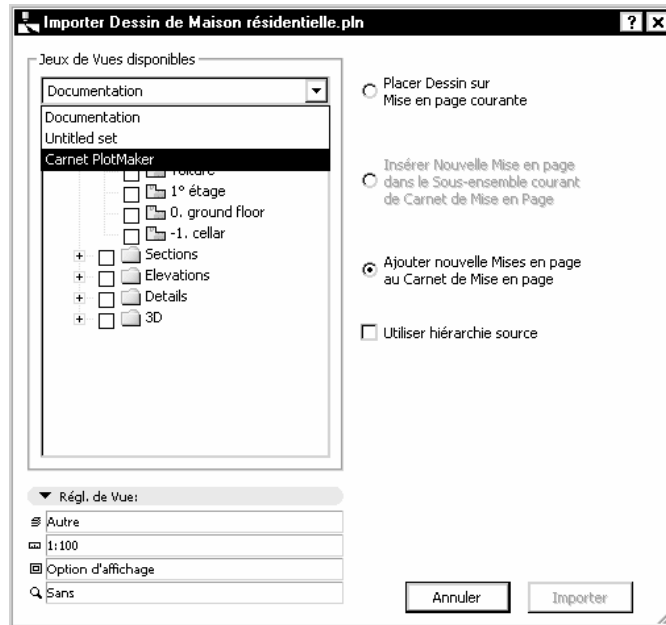 Importer Dessin de Maison résidentielle.pln
Jeux de Vues disponibles
Documentation
Documentation
Untitled set
Carnet PlotMaker
Toiture
1° étage
0. ground floor
-1. cellar
Sections
Elevations
Details
3D
Placer Dessin sur
Mise en page courante
Insérer Nouvelle Mise en page
dans le Sous-ensemble courant
de Carnet de Mise en Page
Ajouter nouvelle Mises en page
au Carnet de Mise en page
Utiliser hiérarchie source
Régl. de Vue:
Autre
1:100
Option d'affichage
Sans
Annuler
Importer